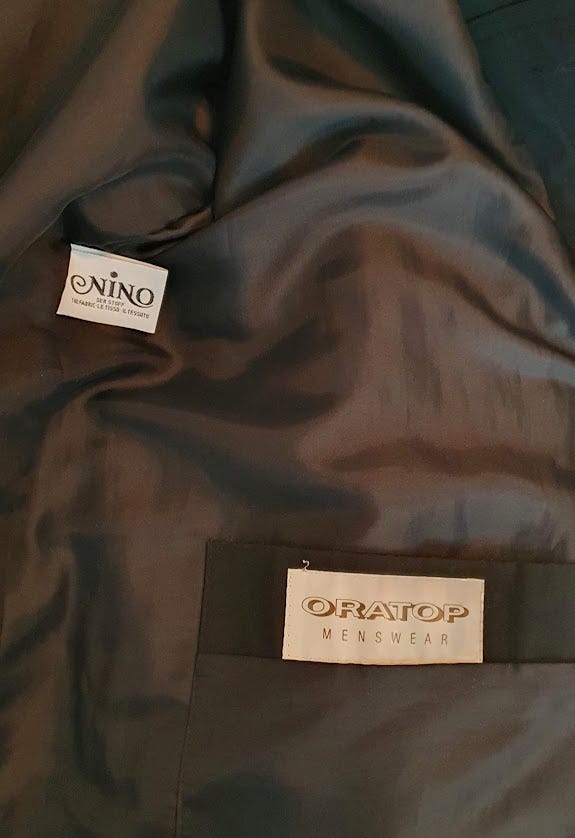 NINO
DER STOFF
THE FABRIC·LE TISSU·IL TESSUTO
ORATOP
MENSWEAR